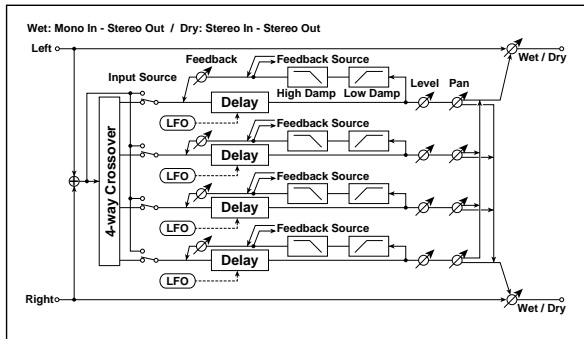 Wet: Mono In - Stereo Out / Dry: Stereo In - Stereo Out
Left
Wet / Dry
Feedback
Feedback Source
Input Source
High Damp
Low Damp
Level
Pan
Delay
LFO
Feedback Source
Delay
LFO
4-way Crossover
Feedback Source
Delay
LFO
Feedback Source
Delay
LFO
Right
Wet / Dry